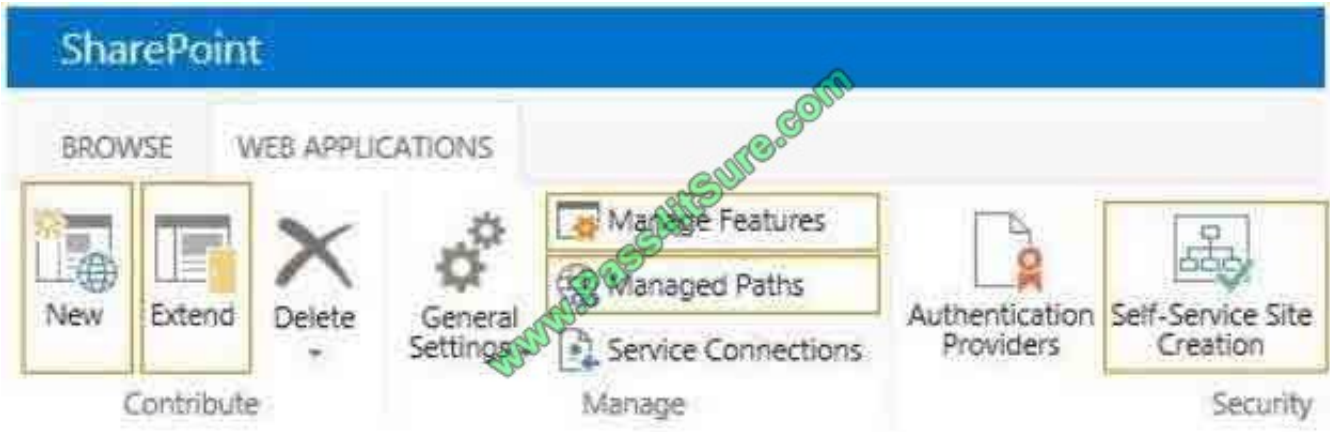 SharePoint
BROWSE
WEB APPLICATIONS
New
Extend
Delete
General
Settings
Manage Features
Managed Paths
Service Connections
Authentication
Providers
Self-Service Site
Creation
Contribute
Manage
Security
www.Pass4itSure.com